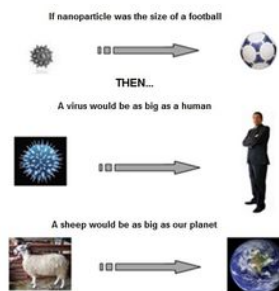 If nanoparticle was the size of a football
THEN...
A virus would be as big as a human
A sheep would be as big as our planet